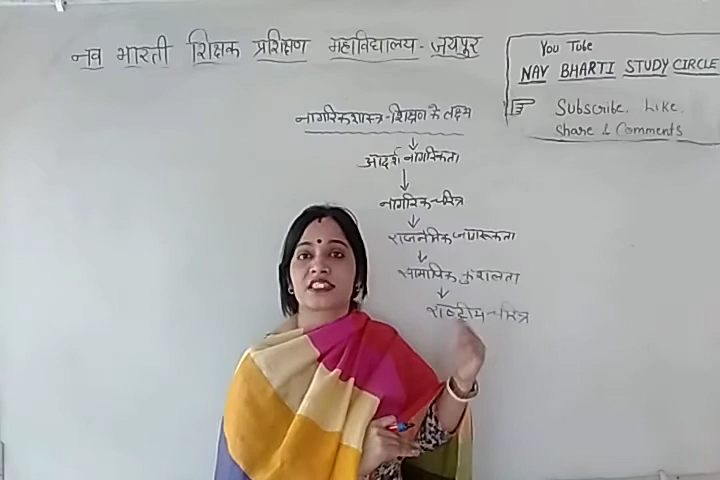 नव भारती शिक्षक प्रशिक्षण महाविद्यालय - जयपुर
You Tube
NAV BHARTI STUDY CIRCLE
Subscribe, Like,
Share & Comments
नागरिकशास्त्र - शिक्षण के लक्ष्य
आदर्श नागरिकता
नागरिक-चरित्र
राजनैतिक जागरूकता
सामाजिक कुशलता
राष्ट्रीय-चरित्र